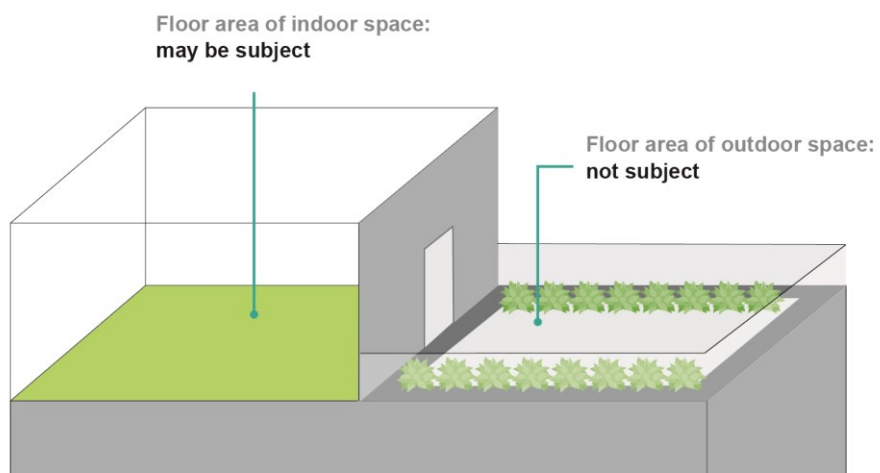 Floor area of indoor space:
may be subject
Floor area of outdoor space:
not subject